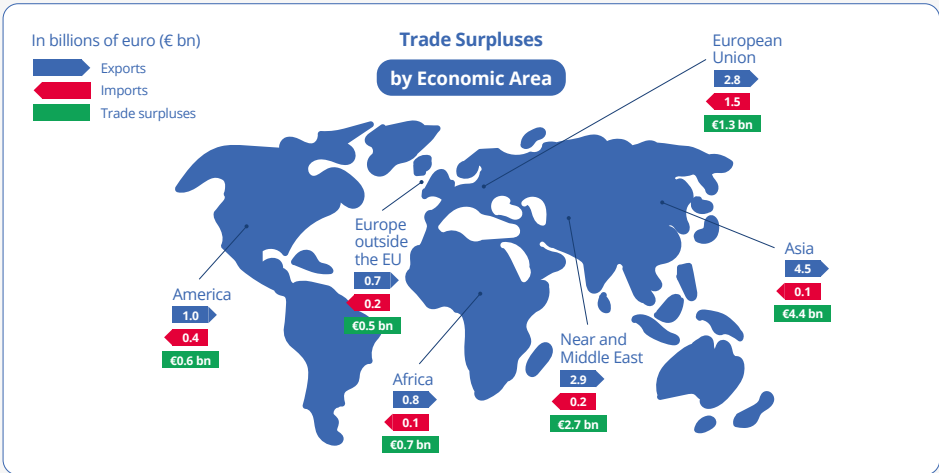 In billions of euro (€ bn)
Exports
Imports
Trade surpluses
Trade Surpluses
by Economic Area
European
Union
2.8
1.5
€1.3 bn
Europe
outside
the EU
0.7
0.2
€0.5 bn
Asia
4.5
0.1
€4.4 bn
America
1.0
0.4
€0.6 bn
Near and
Middle East
2.9
0.2
€2.7 bn
Africa
0.8
0.1
€0.7 bn